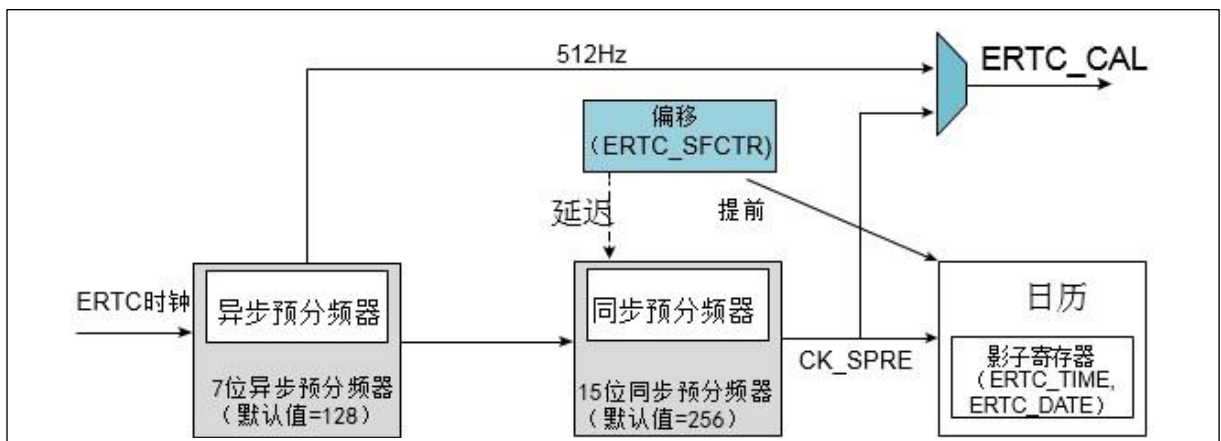 512Hz
ERTC_CAL
偏移
（ERTC_SFCTR)
延迟
提前
ERTC时钟
异步预分频器
7位异步预分频器
（默认值=128）
同步预分频器
15位同步预分频器
（默认值=256）
CK_SPRE
日历
影子寄存器
（ERTC_TIME,
ERTC_DATE）